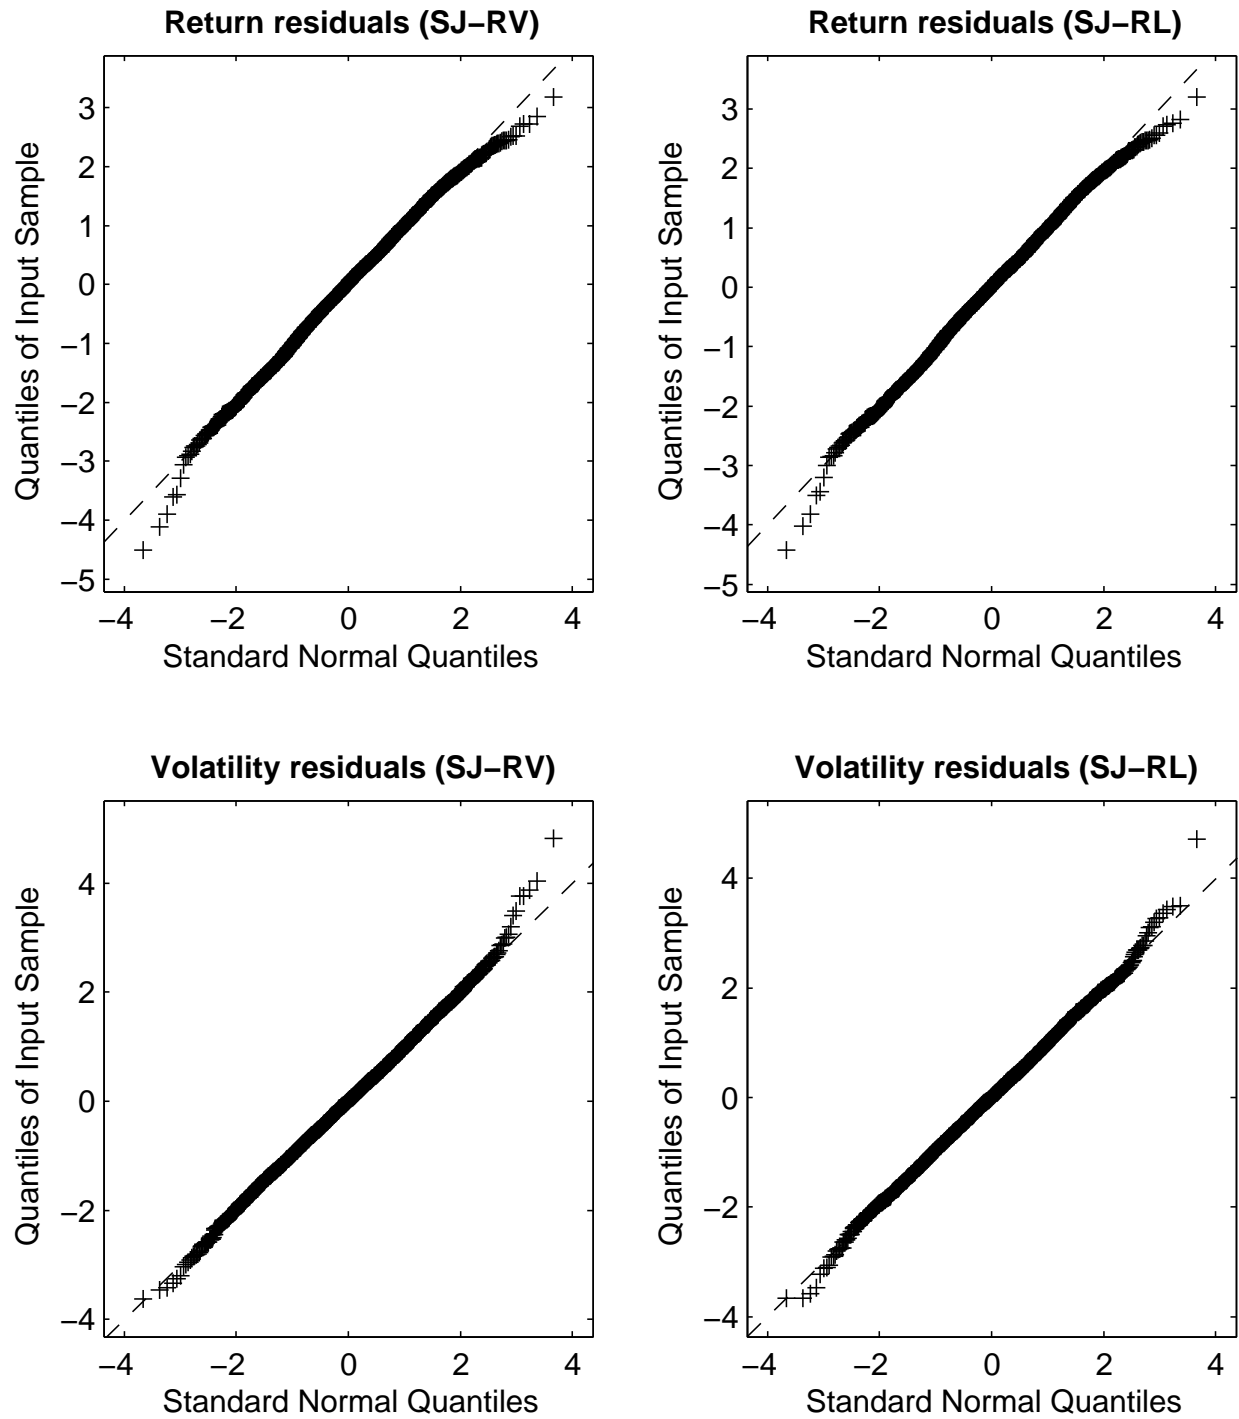 Return residuals (SJ−RV)
3
2
1
0
−1
−2
−3
−4
−5
Quantiles of Input Sample
−4 −2 0 2 4
Standard Normal Quantiles
Return residuals (SJ−RL)
3
2
1
0
−1
−2
−3
−4
−5
Quantiles of Input Sample
−4 −2 0 2 4
Standard Normal Quantiles
Volatility residuals (SJ−RV)
4
2
0
−2
−4
Quantiles of Input Sample
−4 −2 0 2 4
Standard Normal Quantiles
Volatility residuals (SJ−RL)
4
2
0
−2
−4
Quantiles of Input Sample
−4 −2 0 2 4
Standard Normal Quantiles